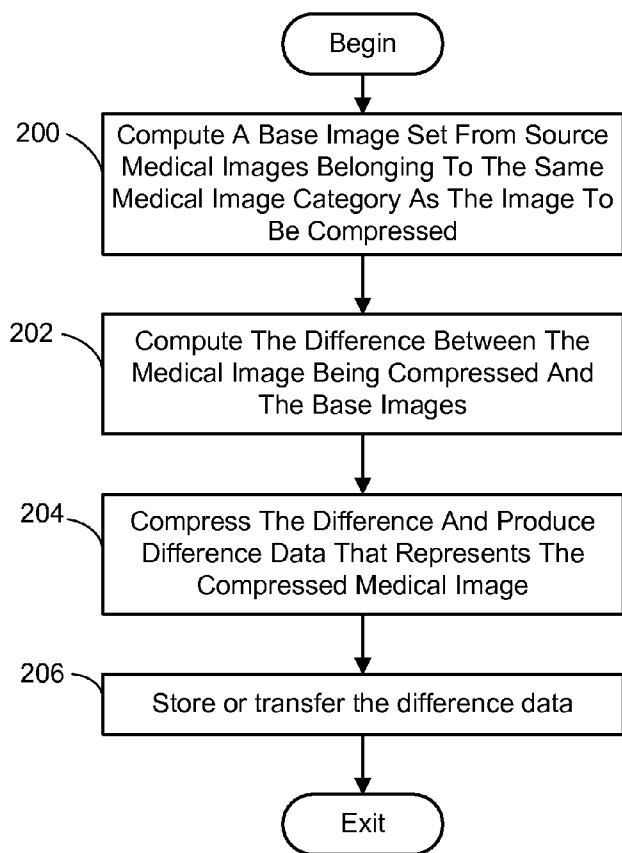 Begin
200
Compute A Base Image Set From Source
Medical Images Belonging To The Same
Medical Image Category As The Image To
Be Compressed
202
Compute The Difference Between The
Medical Image Being Compressed And
The Base Images
204
Compress The Difference And Produce
Difference Data That Represents The
Compressed Medical Image
206
Store or transfer the difference data
Exit